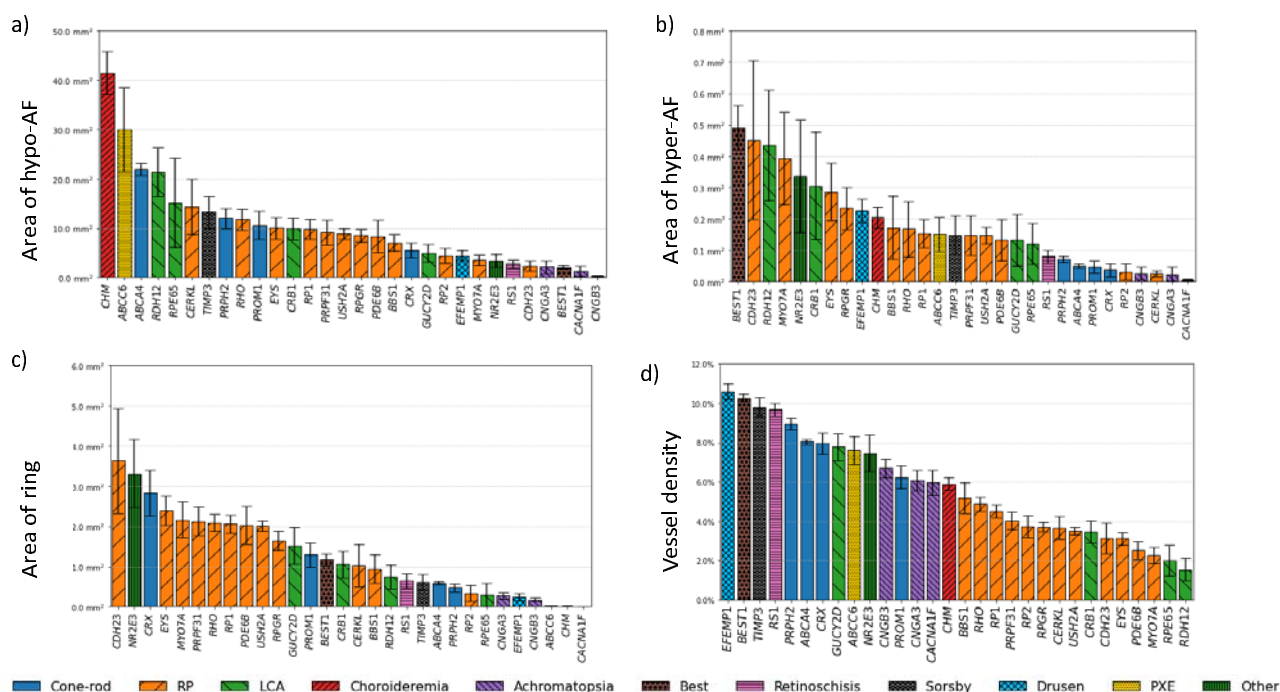 a)
Area of hypo-AF
50.0 mm²
40.0 mm²
30.0 mm²
20.0 mm²
10.0 mm²
0.0 mm²
CHM ABCC6 ABCA4 RDH12 RPE65 CERKL TIMP3 PRPH2 RHO PROM1 EYS CRB1 RP1 PRPF31 USH2A RPGR PDE6B BBS1 CRX GUCY2D RP2 EFEMP1 MYO7A NR2E3 RS1 CDH23 CNGA3 BEST1 CACNA1F CNGB3
b)
Area of hyper-AF
0.8 mm²
0.7 mm²
0.6 mm²
0.5 mm²
0.4 mm²
0.3 mm²
0.2 mm²
0.1 mm²
0.0 mm²
BEST1 CDH23 RDH12 MYO7A NR2E3 CRB1 EYS RPGR EFEMP1 CHM BBS1 RHO RP1 ABCC6 TIMP3 PRPF31 USH2A PDE6B GUCY2D RPE65 RS1 PRPH2 ABCA4 PROM1 CRX RP2 CNGB3 CERKL CNGA3 CACNA1F
c)
Area of ring
6.0 mm²
5.0 mm²
4.0 mm²
3.0 mm²
2.0 mm²
1.0 mm²
0.0 mm²
CDH23 NR2E3 CRX EYS MYO7A PRPF31 RHO RP1 PDE6B USH2A RPGR GUCY2D PROM1 BEST1 CRB1 CERKL BBS1 RDH12 RS1 TIMP3 ABCA4 PRPH2 RP2 RPE65 CNGA3 EFEMP1 CNGB3 ABCC6 CHM CACNA1F
d)
Vessel density
12.0%
10.0%
8.0%
6.0%
4.0%
2.0%
0.0%
EFEMP1 BEST1 TIMP3 RS1 PRPH2 ABCA4 CRX GUCY2D ABCC6 NR2E3 CNGB3 PROM1 CNGA3 CACNA1F CHM BBS1 RHO RP1 PRPF31 RP2 RPGR CERKL USH2A CRB1 CDH23 EYS PDE6B MYO7A RPE65 RDH12
Cone-rod RP LCA Choroideremia Achromatopsia Best Retinoschisis Sorsby Drusen PXE Other